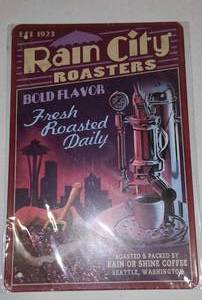 EST 1923
Rain City
ROASTERS
BOLD FLAVOR
Fresh
Roasted
Daily
ROASTED & PACKED BY
RAIN OR SHINE COFFEE
SEATTLE, WASHINGTON